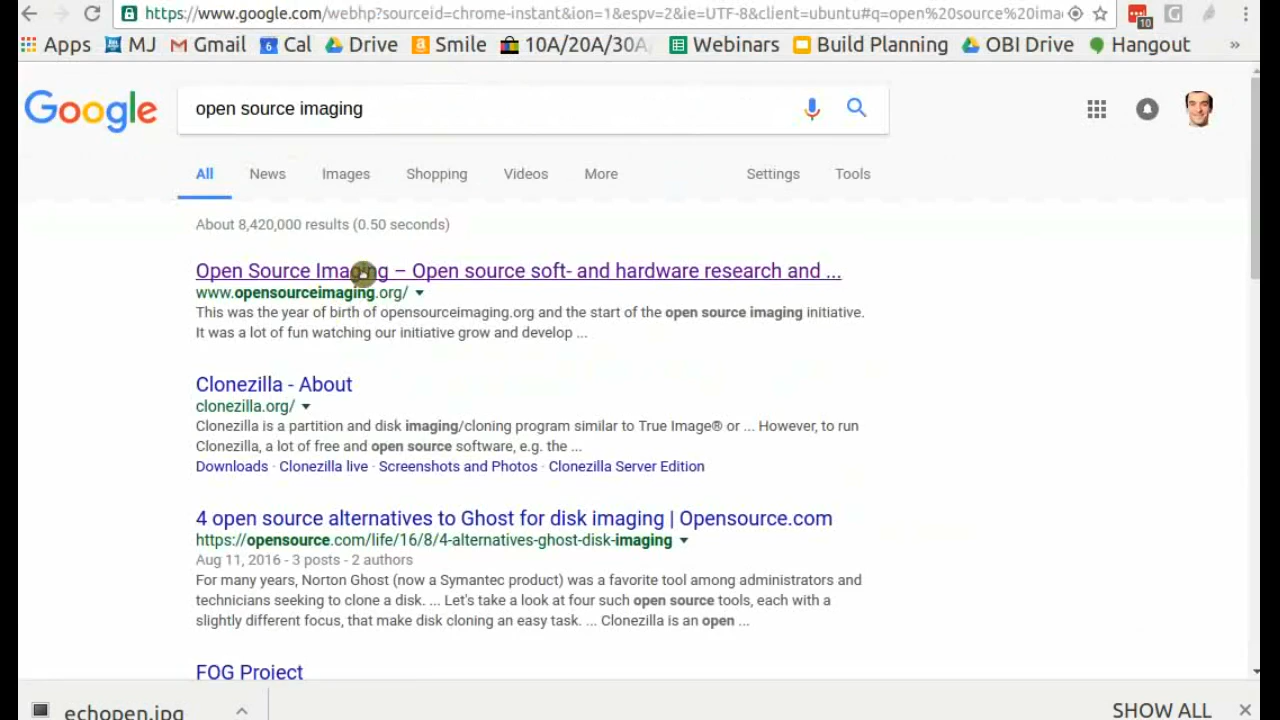 https://www.google.com/webhp?sourceid=chrome-instant&ion=1&espv=2&ie=UTF-8&client=ubuntu#q=open%20source%20ima
10
Apps MJ Gmail 6 Cal Drive Smile 10A/20A/30A Webinars Build Planning OBI Drive Hangout »
Google open source imaging
All News Images Shopping Videos More Settings Tools
About 8,420,000 results (0.50 seconds)
Open Source Imaging – Open source soft- and hardware research and ...
www.opensourceimaging.org/
This was the year of birth of opensourceimaging.org and the start of the open source imaging initiative.
It was a lot of fun watching our initiative grow and develop ...
Clonezilla - About
clonezilla.org/
Clonezilla is a partition and disk imaging/cloning program similar to True Image® or ... However, to run
Clonezilla, a lot of free and open source software, e.g. the ...
Downloads · Clonezilla live · Screenshots and Photos · Clonezilla Server Edition
4 open source alternatives to Ghost for disk imaging | Opensource.com
https://opensource.com/life/16/8/4-alternatives-ghost-disk-imaging
Aug 11, 2016 - 3 posts - 2 authors
For many years, Norton Ghost (now a Symantec product) was a favorite tool among administrators and
technicians seeking to clone a disk. ... Let's take a look at four such open source tools, each with a
slightly different focus, that make disk cloning an easy task. ... Clonezilla is an open ...
FOG Project
echopen.jpg SHOW ALL